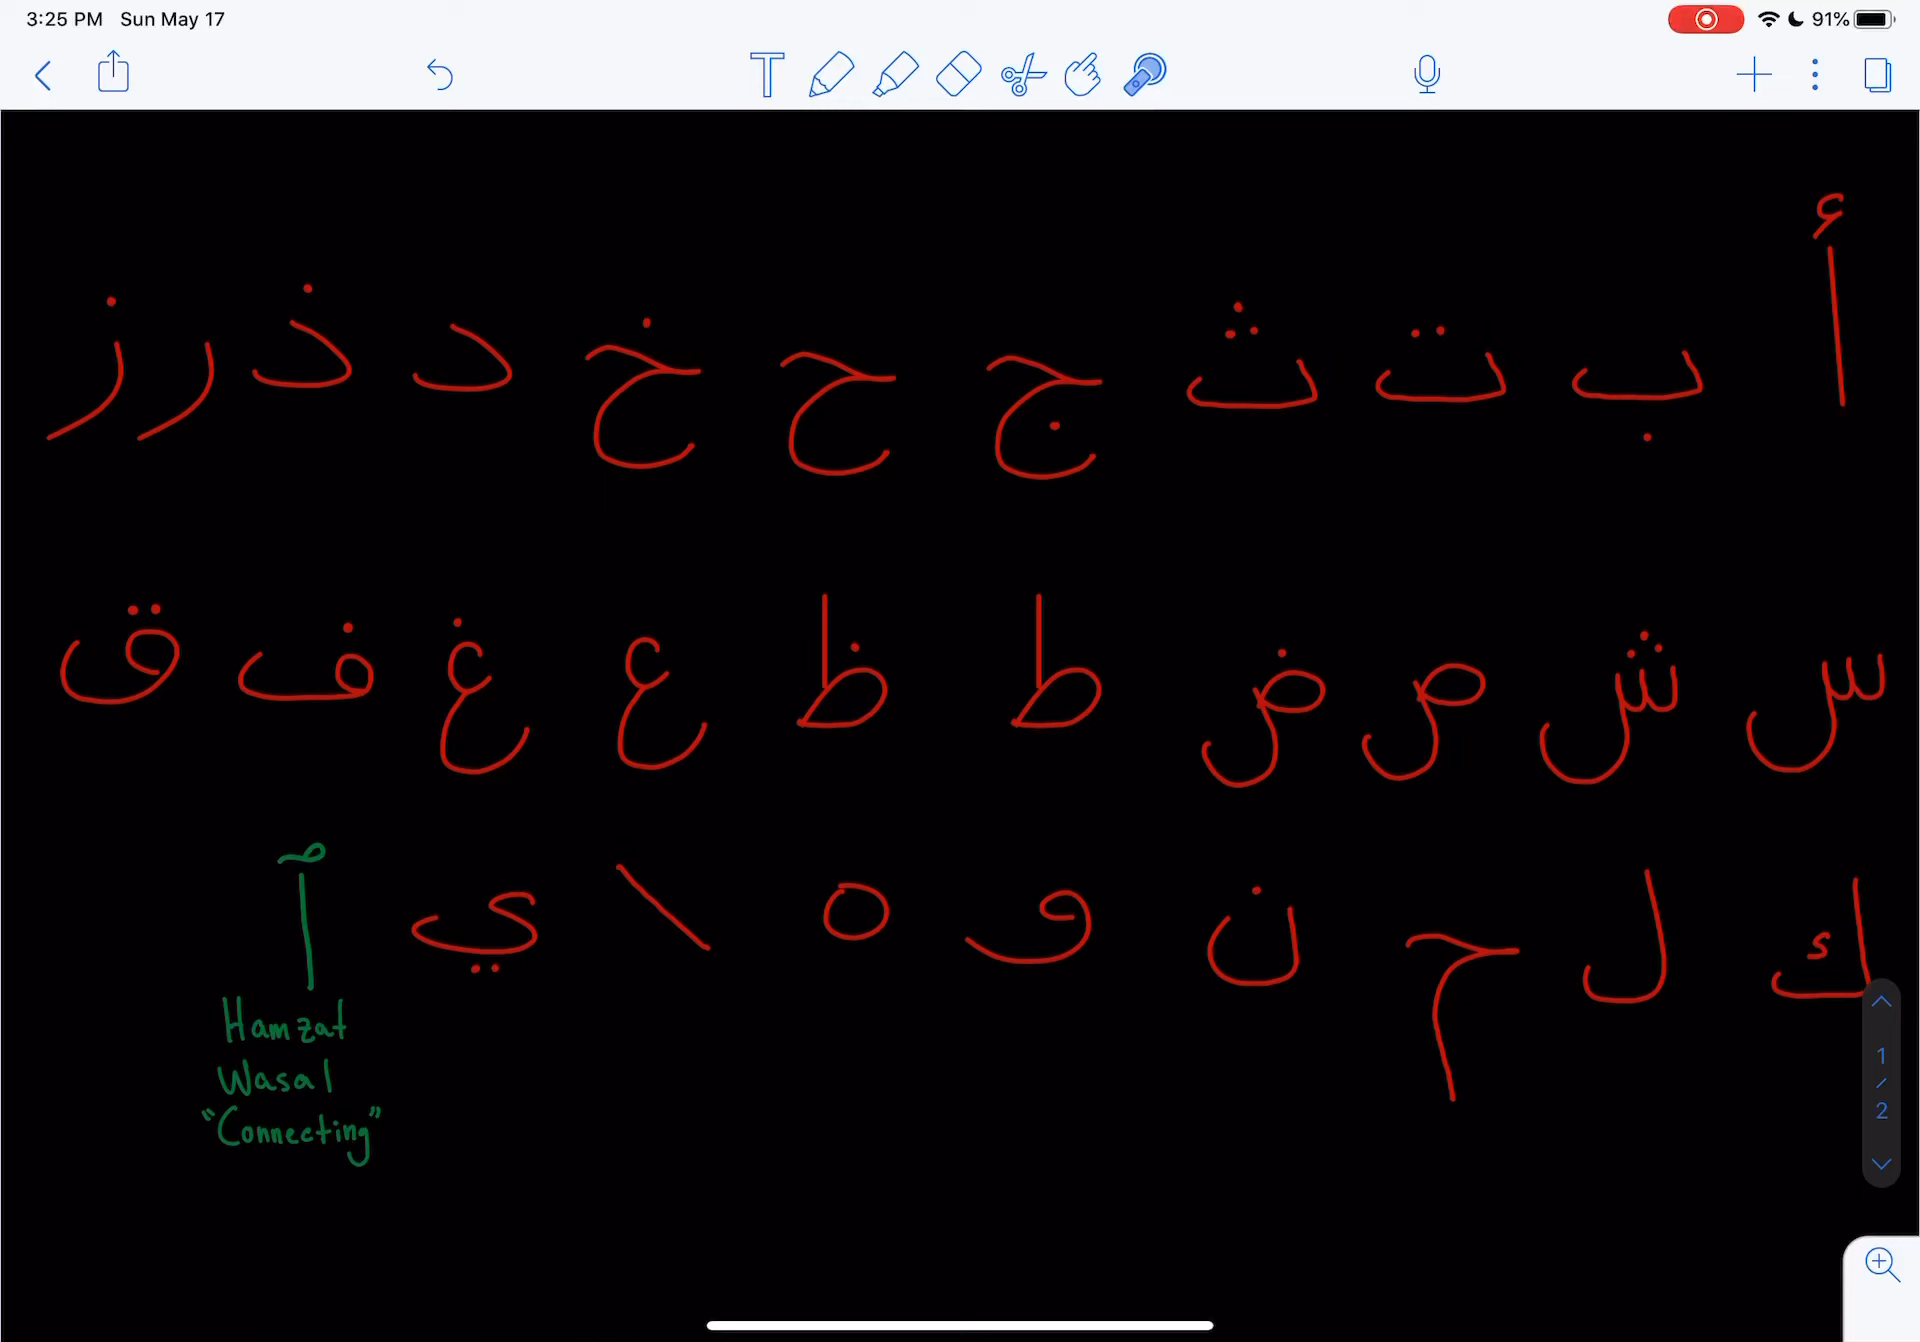 3:25 PM Sun May 17
91%
T
أ ب ت ث ج ح خ د ذ ر ز
س ش ص ض ط ظ ع غ ف ق
ك ل م ن و ه \ ي ٱ
Hamzat
Wasal
"Connecting"
1
/
2